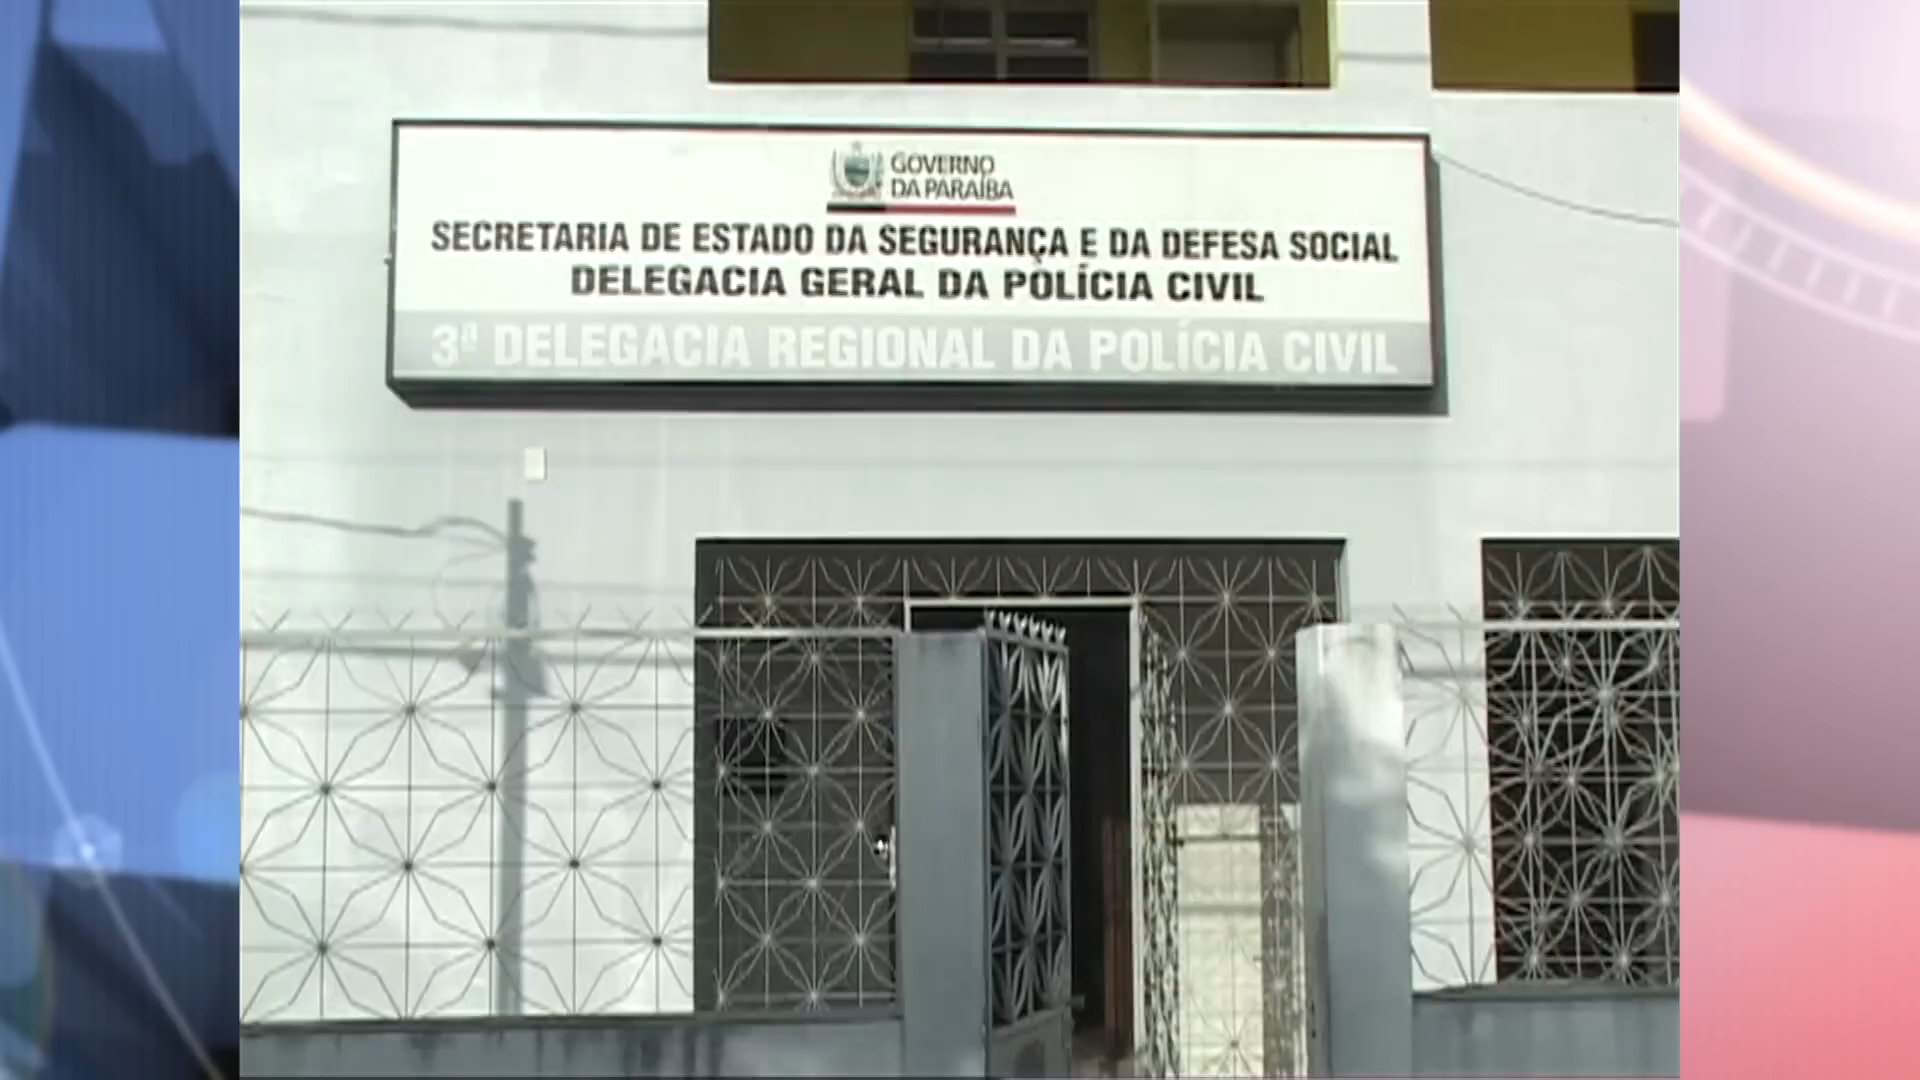 GOVERNO
DA PARAÍBA
SECRETARIA DE ESTADO DA SEGURANÇA E DA DEFESA SOCIAL
DELEGACIA GERAL DA POLÍCIA CIVIL
3ª DELEGACIA REGIONAL DA POLÍCIA CIVIL